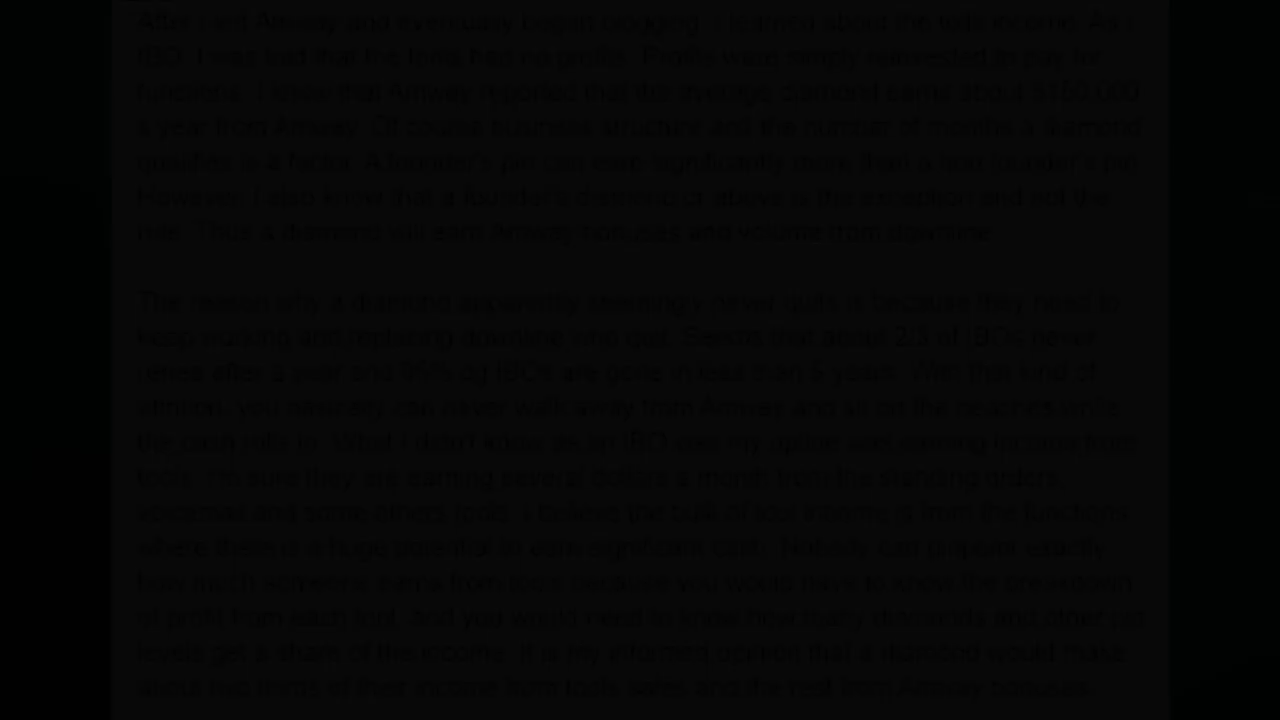 After I left Amway and eventually began blogging, I learned about the tools income. As I
IBO, I was told that the tools had no profits. Profits were simply reinvested to pay for
functions. I know that Amway reported that the average diamond earns about $150,000
a year from Amway. Of course business structure and the number of months a diamond
qualifies is a factor. A founder's pin can earn significantly more than a non founder's pin.
However I also know that a founder's diamond or above is the exception and not the
rule. Thus a diamond will earn Amway bonuses and volume from downline.
The reason why a diamond apparently seemingly never quits is because they need to
keep working and replacing downline who quit. Seems that about 2/3 of IBOs never
renew after a year and 95% og IBOs are gone in less than 5 years. With that kind of
attrition, you can never walk away from Amway and sit on the beaches while
the cash rolls in. What I didn't know as an IBO was my upline was earning income from
tools. I'm sure they are earning several dollars a month from the standing orders,
voicemail and some others tools. I believe the bulk of tool income is from the functions
where there is a huge potential to earn significant cash. Nobody can pinpoint exactly
how much someone earns from tools because you would have to know the breakdown
of profit from each tool, and you would need to know how many diamonds and other pin
levels get a share of the income. It is my informed opinion that a diamond would make
about two thirds of their income from tools sales and the rest from Amway bonuses.